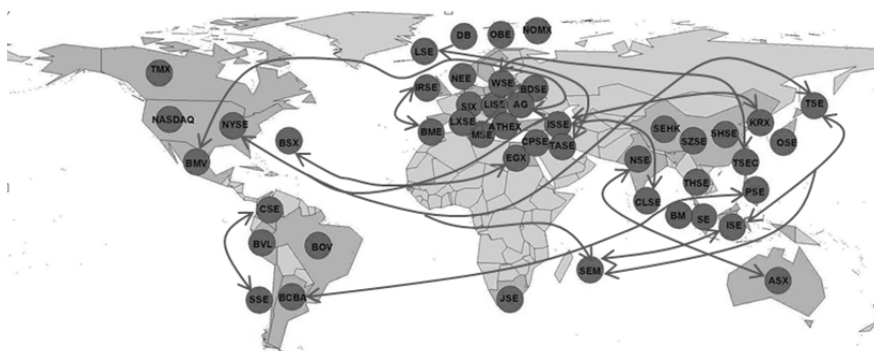 NOMX
OBE
DB
LSE
TMX
NEE
WSE
IRSE
BDSE
SIX
LISE
AG
TSE
NASDAQ
NYSE
LXSE
ATHEX
ISSE
KRX
BME
MSE
SEHK
SHSE
BSX
CPSE
TASE
SZSE
OSE
BMV
EGX
NSE
TSEC
THSE
PSE
CLSE
CSE
BM
SE
ISE
BVL
BOV
SEM
ASX
SSE
BCBA
JSE